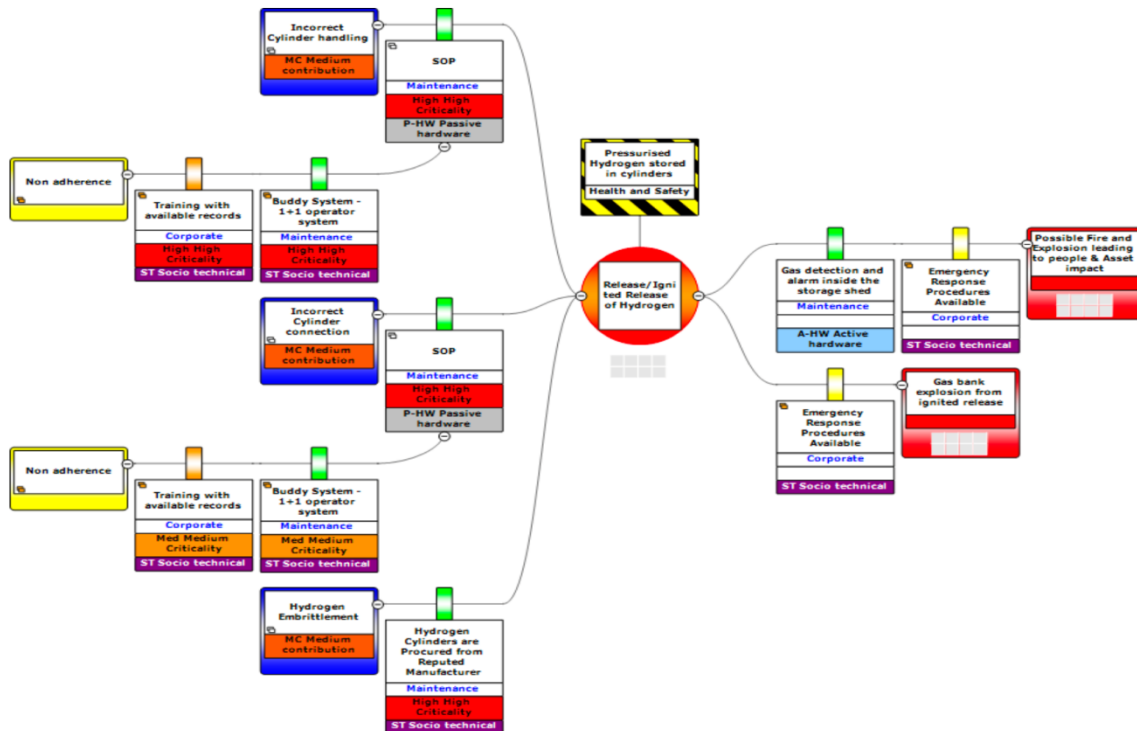 Incorrect
Cylinder handling
MC Medium
contribution
SOP
Maintenance
High High
Criticality
P-HW Passive
hardware
Non adherence
Training with
available records
Corporate
High High
Criticality
ST Socio technical
Buddy System -
1+1 operator
system
Maintenance
High High
Criticality
ST Socio technical
Incorrect
Cylinder
connection
MC Medium
contribution
SOP
Maintenance
High High
Criticality
P-HW Passive
hardware
Non adherence
Training with
available records
Corporate
Med Medium
Criticality
ST Socio technical
Buddy System -
1+1 operator
system
Maintenance
Med Medium
Criticality
ST Socio technical
Hydrogen
Embrittlement
MC Medium
contribution
Hydrogen
Cylinders are
Procured from
Reputed
Manufacturer
Maintenance
High High
Criticality
ST Socio technical
Pressurised
Hydrogen stored
in cylinders
Health and Safety
Release/Igni
ted Release
of Hydrogen
Gas detection and
alarm inside the
storage shed
Maintenance
A-HW Active
hardware
Emergency
Response
Procedures
Available
Corporate
ST Socio technical
Possible Fire and
Explosion leading
to people & Asset
impact
Emergency
Response
Procedures
Available
Corporate
ST Socio technical
Gas bank
explosion from
ignited release